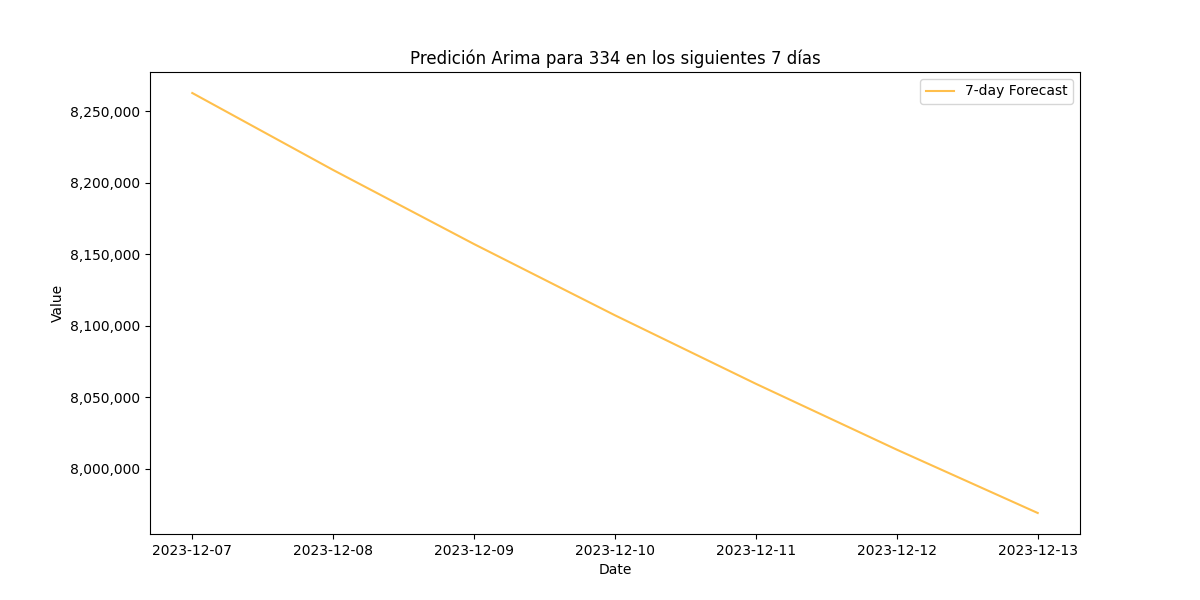 Predición Arima para 334 en los siguientes 7 días
7-day Forecast
Value
8,250,000
8,200,000
8,150,000
8,100,000
8,050,000
8,000,000
2023-12-07 2023-12-08 2023-12-09 2023-12-10 2023-12-11 2023-12-12 2023-12-13
Date